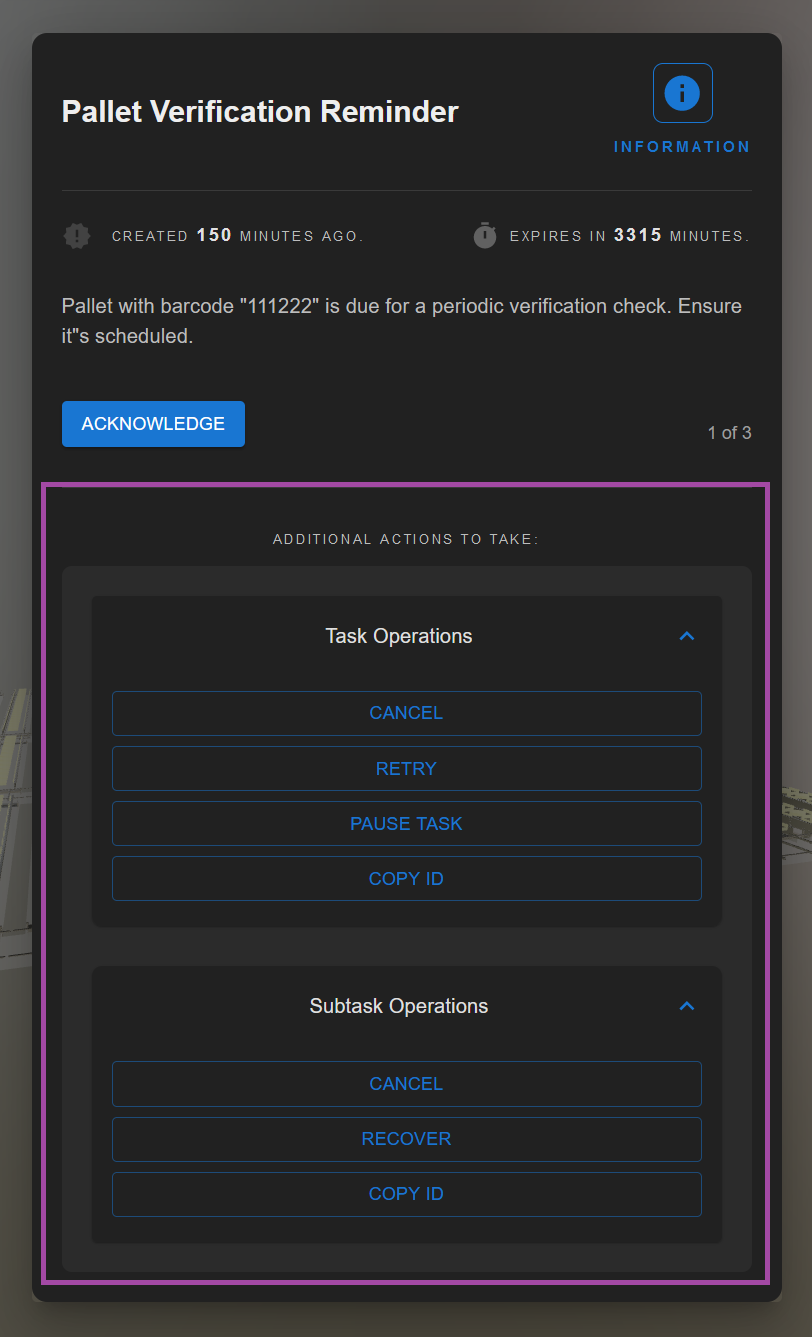 Pallet Verification Reminder
INFORMATION
CREATED 150 MINUTES AGO.
EXPIRES IN 3315 MINUTES.
Pallet with barcode "111222" is due for a periodic verification check. Ensure
it"s scheduled.
ACKNOWLEDGE
1 of 3
ADDITIONAL ACTIONS TO TAKE:
Task Operations
CANCEL
RETRY
PAUSE TASK
COPY ID
Subtask Operations
CANCEL
RECOVER
COPY ID